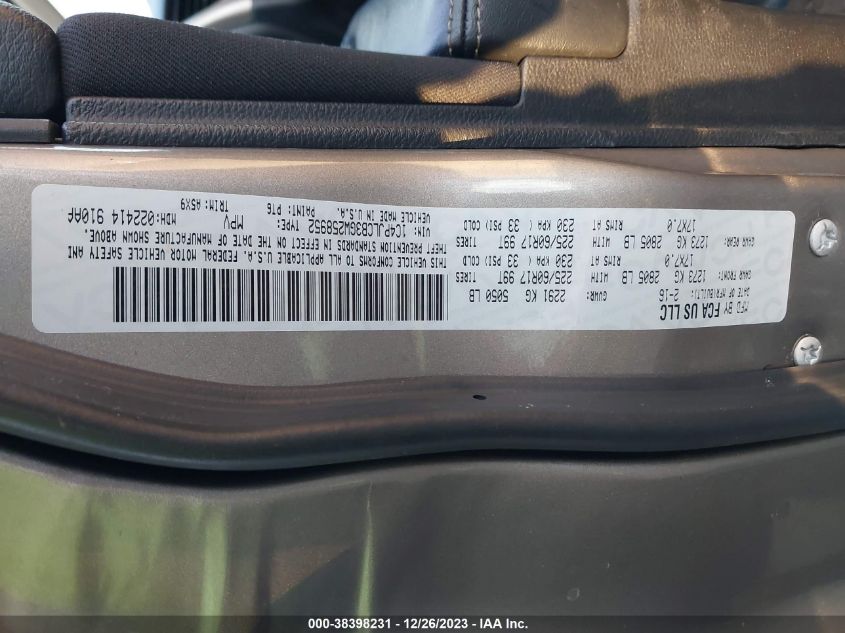 MFD BY FCA US LLC
DATE OF MFR(BUILT): 2-16 GVWR: 2291 KG 5050 LB
GAWR FRONT: 1273 KG 2805 LB WITH TIRES 225/60R17 99T
RIMS AT 17X7.0 230 KPA ( 33 PSI) COLD
GAWR REAR: 1273 KG 2805 LB WITH TIRES 225/60R17 99T
RIMS AT 17X7.0 230 KPA ( 33 PSI) COLD
THIS VEHICLE CONFORMS TO ALL APPLICABLE U.S.A. FEDERAL MOTOR VEHICLE SAFETY AND
THEFT PREVENTION STANDARDS IN EFFECT ON THE DATE OF MANUFACTURE SHOWN ABOVE.
VIN: 1C4PJLCB3GW258952 TYPE: MPV MDH: 022414 910AP
VEHICLE MADE IN U.S.A. PAINT: PTG TRIM: A5X9
000-38398231 - 12/26/2023 - IAA Inc.